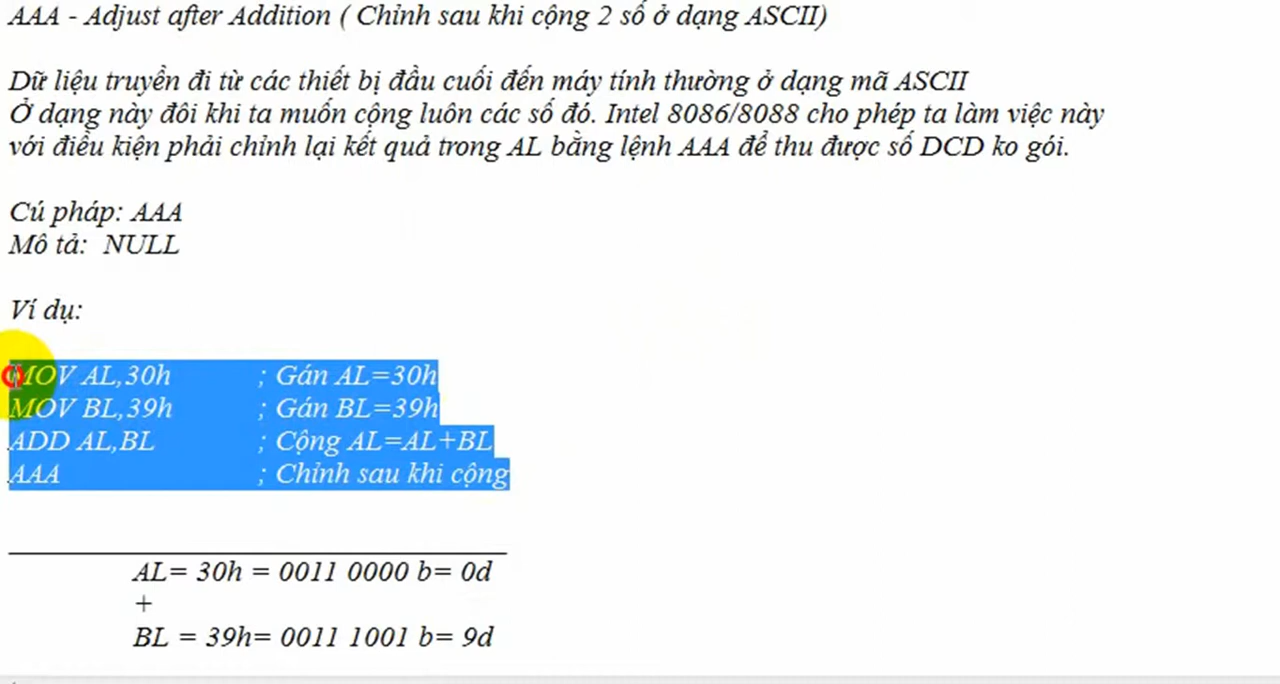 AAA - Adjust after Addition ( Chỉnh sau khi cộng 2 số ở dạng ASCII)
Dữ liệu truyền đi từ các thiết bị đầu cuối đến máy tính thường ở dạng mã ASCII
Ở dạng này đôi khi ta muốn cộng luôn các số đó. Intel 8086/8088 cho phép ta làm việc này
với điều kiện phải chỉnh lại kết quả trong AL bằng lệnh AAA để thu được số DCD ko gói.
Cú pháp: AAA
Mô tả: NULL
Ví dụ:
MOV AL,30h ; Gán AL=30h
MOV BL,39h ; Gán BL=39h
ADD AL,BL ; Cộng AL=AL+BL
AAA ; Chỉnh sau khi cộng
AL= 30h = 0011 0000 b= 0d
+
BL = 39h= 0011 1001 b= 9d